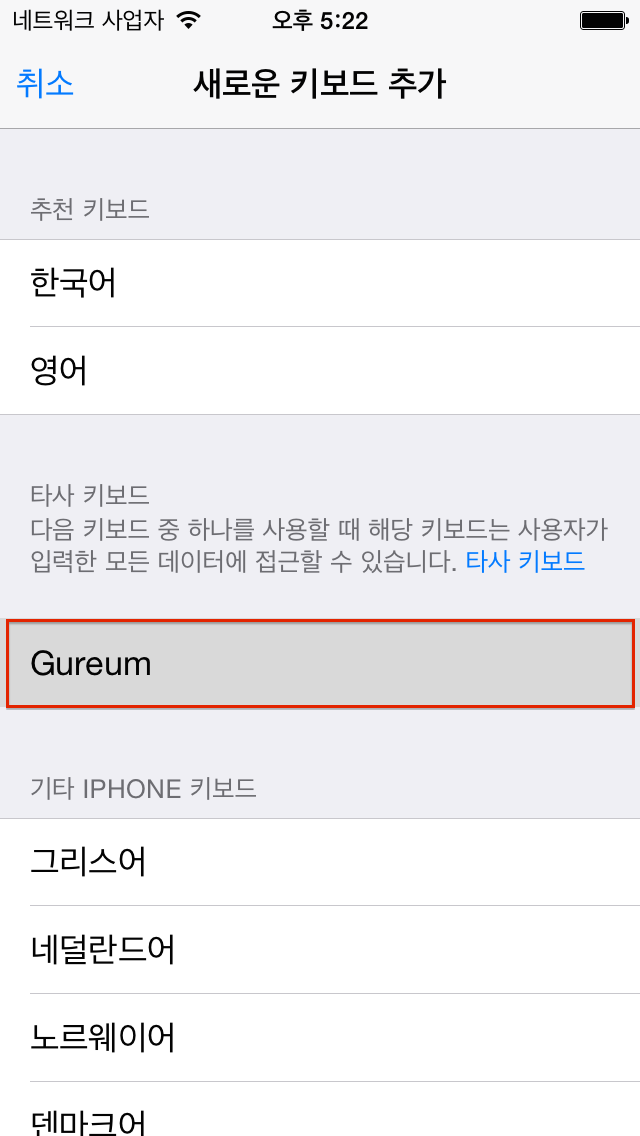 네트워크 사업자 오후 5:22
취소 새로운 키보드 추가
추천 키보드
한국어
영어
타사 키보드
다음 키보드 중 하나를 사용할 때 해당 키보드는 사용자가
입력한 모든 데이터에 접근할 수 있습니다. 타사 키보드
Gureum
기타 IPHONE 키보드
그리스어
네덜란드어
노르웨이어
덴마크어